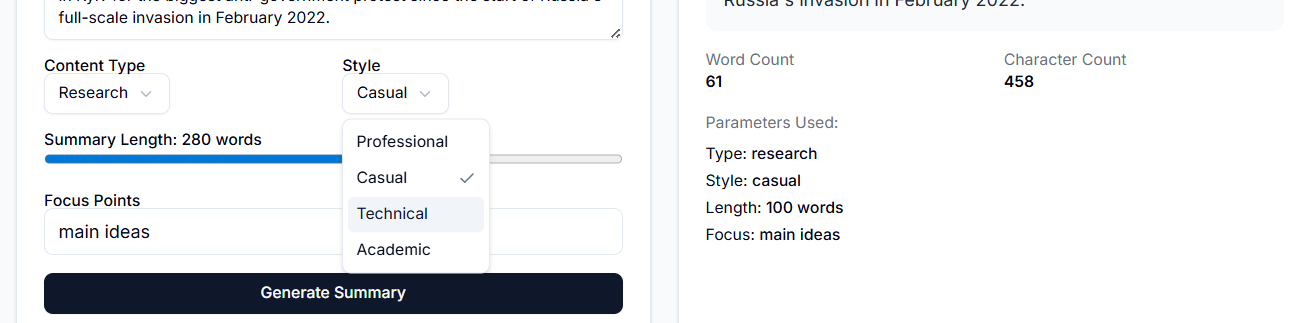 full-scale invasion in February 2022.
Russia's invasion in February 2022.
Content Type
Style
Research
Casual
Professional
Casual
Technical
Academic
Summary Length: 280 words
Focus Points
main ideas
Generate Summary
Word Count
61
Character Count
458
Parameters Used:
Type: research
Style: casual
Length: 100 words
Focus: main ideas